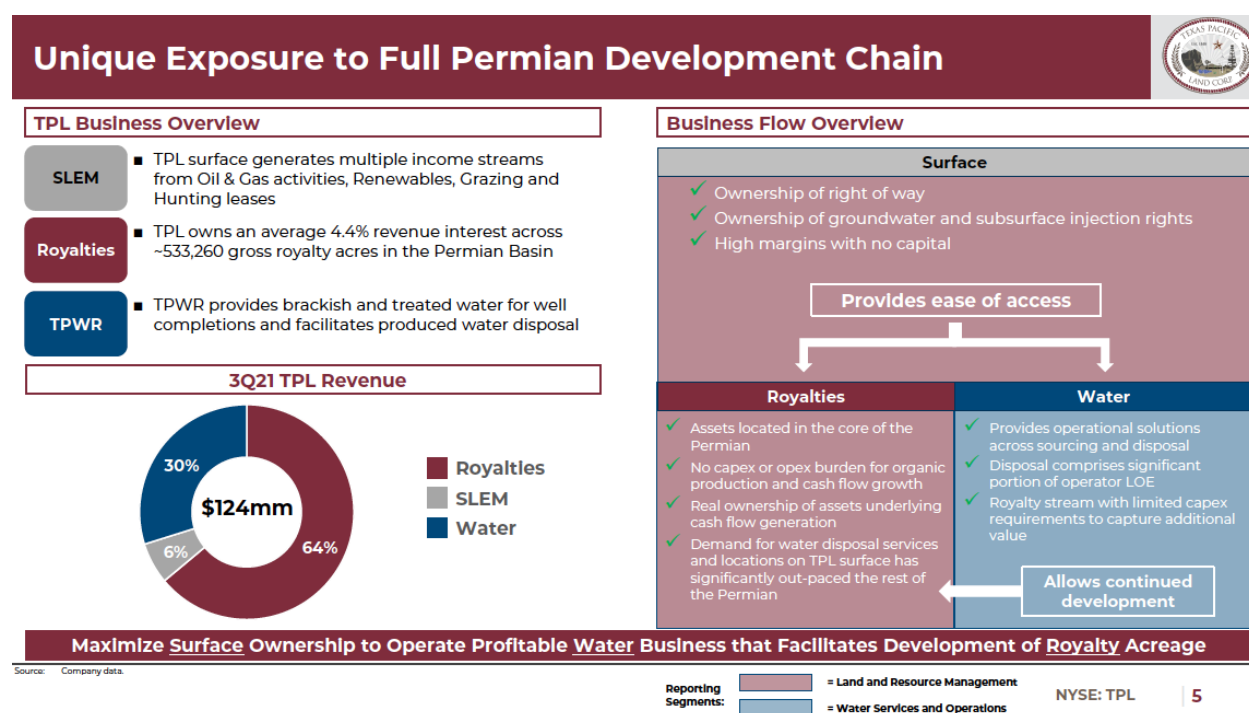 Unique Exposure to Full Permian Development Chain
TEXAS PACIFIC
LAND CORP
TPL Business Overview
SLEM
■ TPL surface generates multiple income streams
from Oil & Gas activities, Renewables, Grazing and
Hunting leases
Royalties
■ TPL owns an average 4.4% revenue interest across
~533,260 gross royalty acres in the Permian Basin
TPWR
■ TPWR provides brackish and treated water for well
completions and facilitates produced water disposal
3Q21 TPL Revenue
30%
$124mm
6%
64%
Royalties
SLEM
Water
Business Flow Overview
Surface
✓ Ownership of right of way
✓ Ownership of groundwater and subsurface injection rights
✓ High margins with no capital
Provides ease of access
Royalties
✓ Assets located in the core of the
Permian
✓ No capex or opex burden for organic
production and cash flow growth
✓ Real ownership of assets underlying
cash flow generation
✓ Demand for water disposal services
and locations on TPL surface has
significantly out-paced the rest of
the Permian
Water
✓ Provides operational solutions
across sourcing and disposal
✓ Disposal comprises significant
portion of operator LOE
✓ Royalty stream with limited capex
requirements to capture additional
value
Allows continued
development
Maximize Surface Ownership to Operate Profitable Water Business that Facilitates Development of Royalty Acreage
Source: Company data.
Reporting
Segments:
= Land and Resource Management
= Water Services and Operations
NYSE: TPL
5